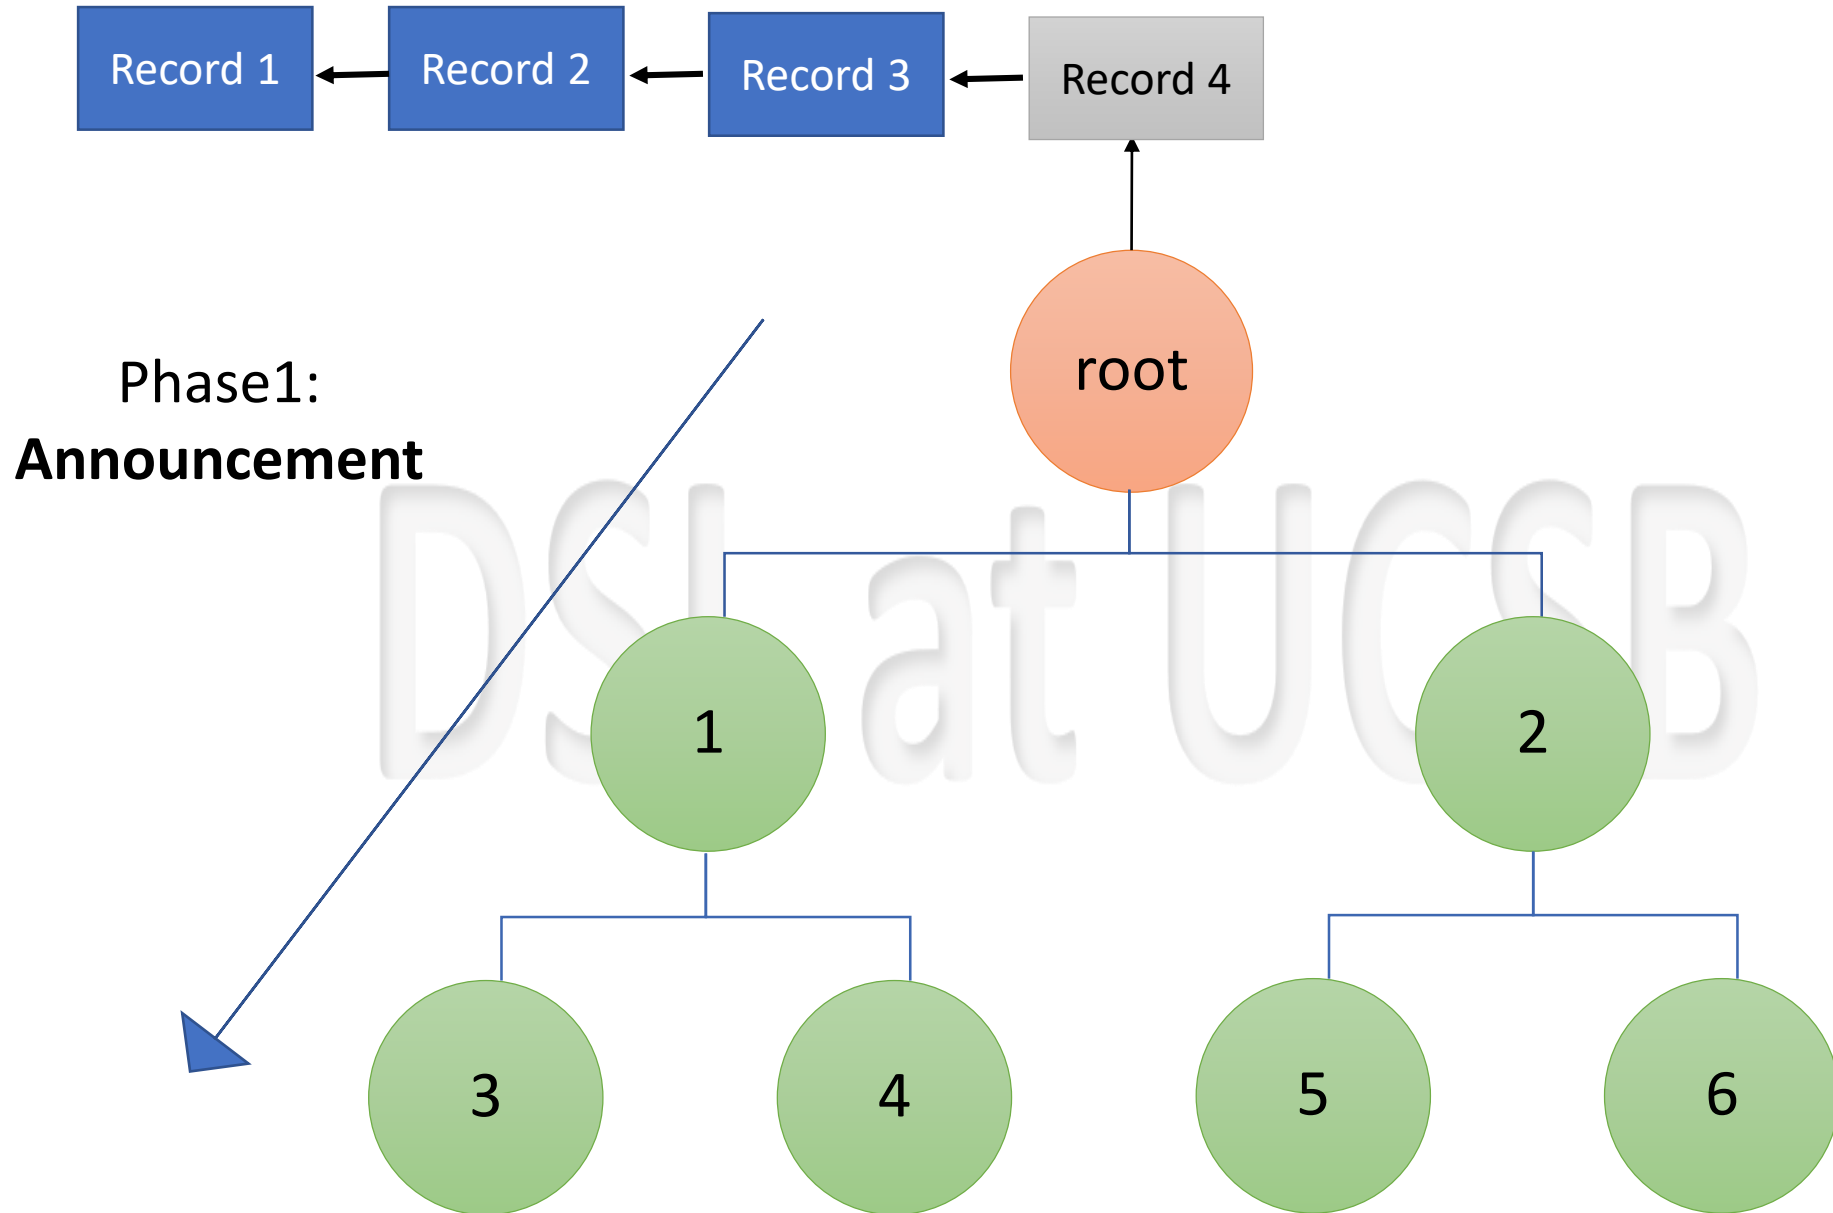 Record 1
Record 2
Record 3
Record 4
root
Phase1:
Announcement
DSL at UCSB
1
2
3
4
5
6